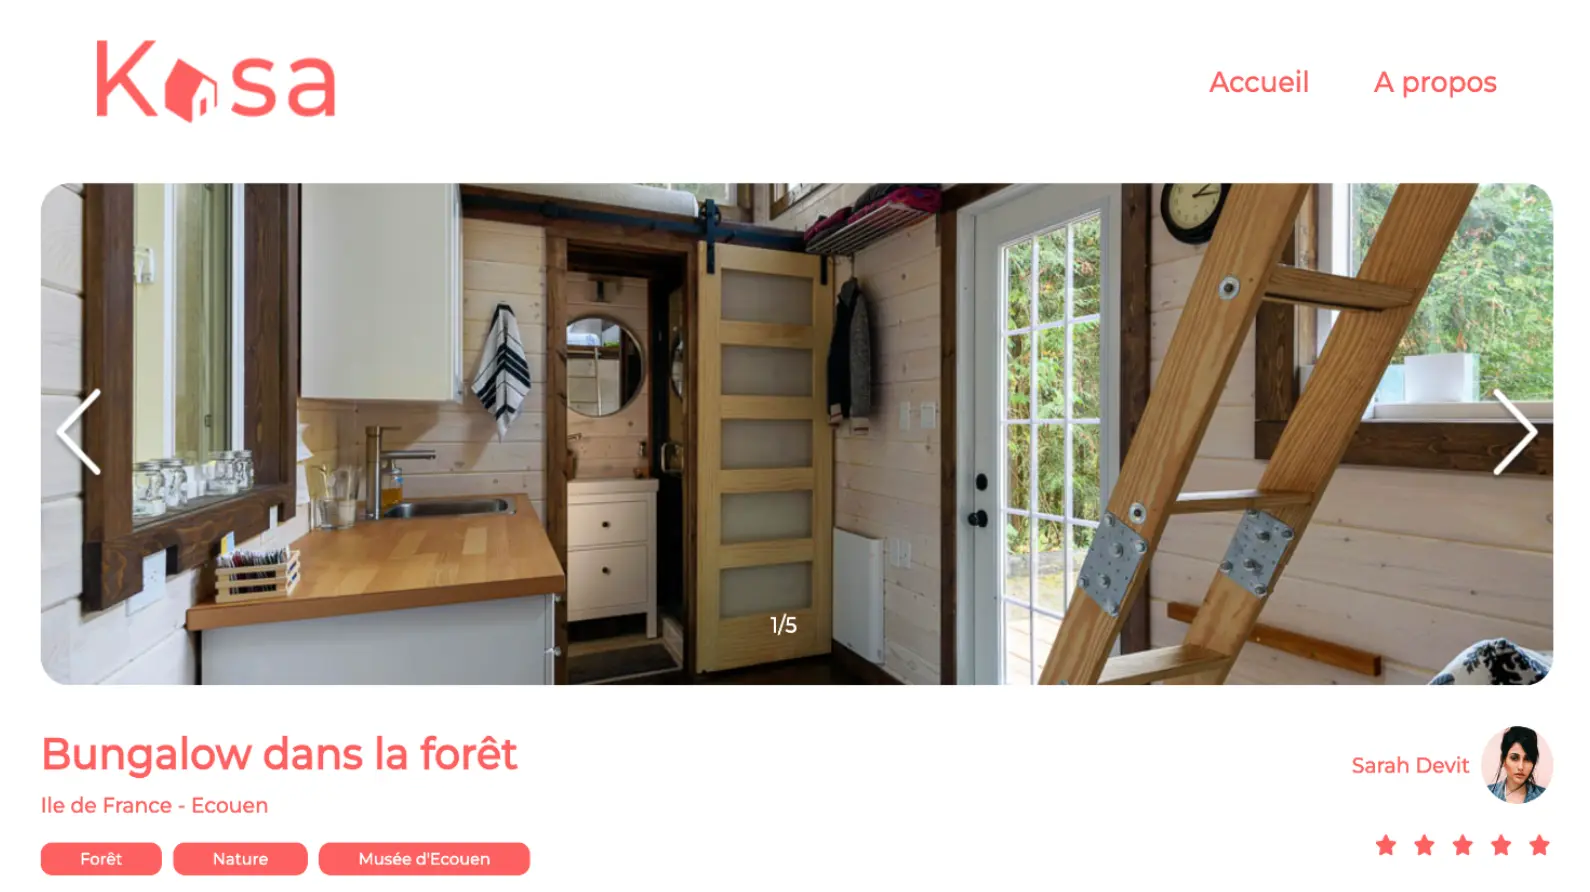 Kasa
Accueil
A propos
1/5
Bungalow dans la forêt
Ile de France - Ecouen
Sarah Devit
Forêt
Nature
Musée d'Ecouen